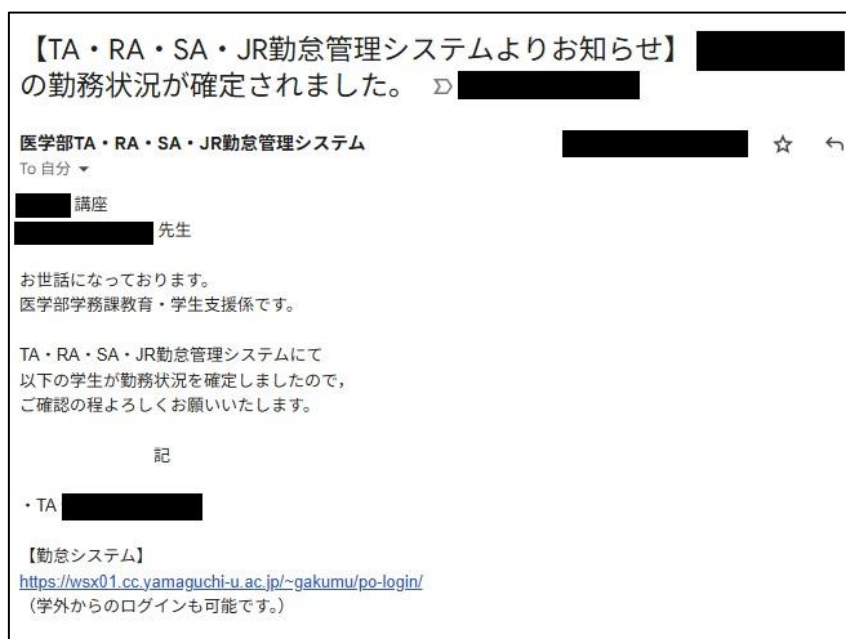 【TA・RA・SA・JR勤怠管理システムよりお知らせ】
の勤務状況が確定されました。
医学部TA・RA・SA・JR勤怠管理システム
To 自分
講座
先生
お世話になっております。
医学部学務課教育・学生支援係です。
TA・RA・SA・JR勤怠管理システムにて
以下の学生が勤務状況を確定しましたので，
ご確認の程よろしくお願いいたします。
記
・TA
【勤怠システム】
https://wsx01.cc.yamaguchi-u.ac.jp/~gakumu/po-login/
（学外からのログインも可能です。）